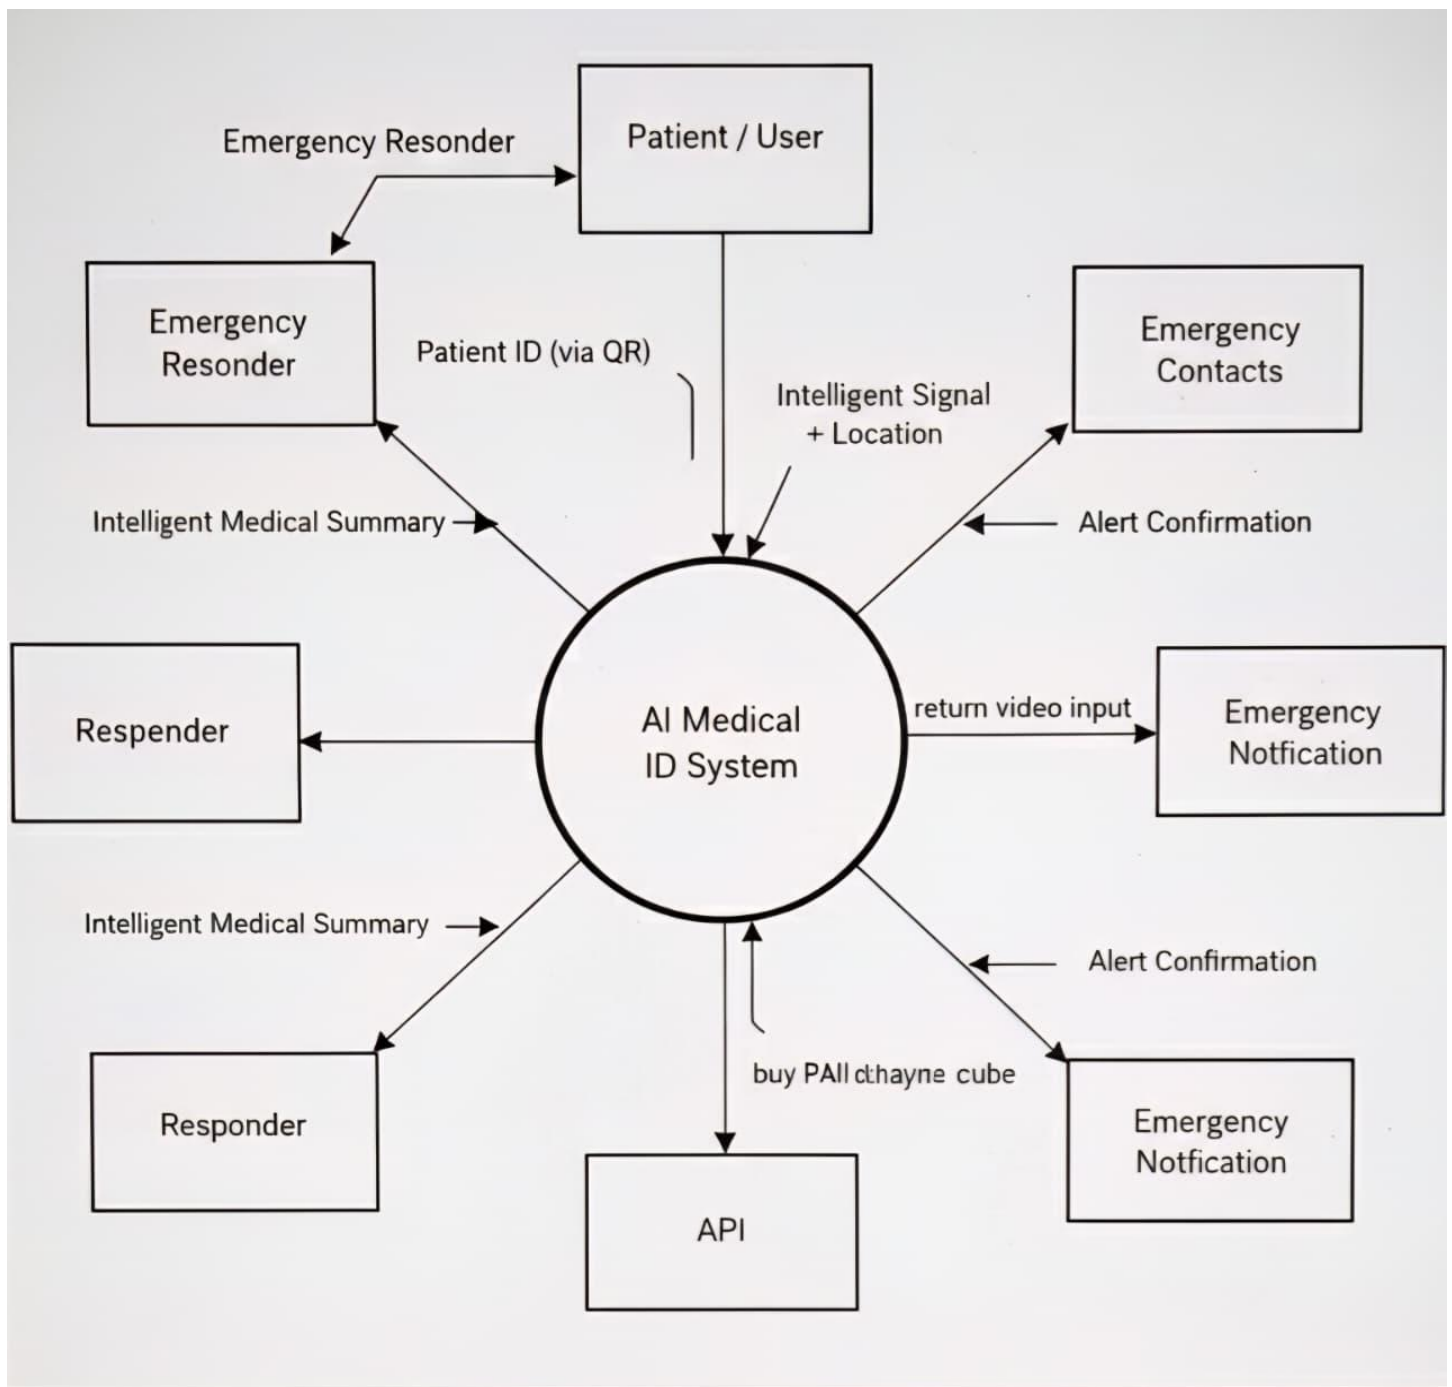 Patient / User
Emergency Resonder
Emergency
Resonder
Patient ID (via QR)
Intelligent Signal
+ Location
Emergency
Contacts
Intelligent Medical Summary
Alert Confirmation
AI Medical
ID System
Respender
return video input
Emergency
Notfication
Intelligent Medical Summary
Alert Confirmation
buy PAII cube
Responder
Emergency
Notfication
API